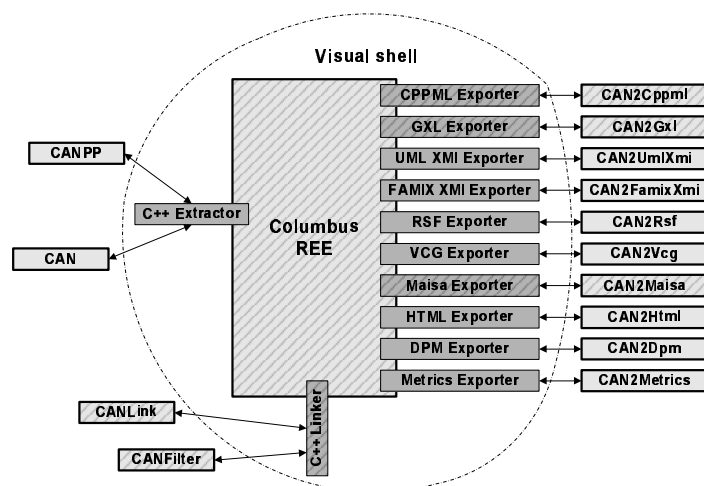 Visual shell
CPPML Exporter
CAN2Cppml
GXL Exporter
CAN2Gxl
CANPP
UML XMI Exporter
CAN2UmlXmi
FAMIX XMI Exporter
CAN2FamixXmi
C++ Extractor
Columbus
REE
RSF Exporter
CAN2Rsf
CAN
VCG Exporter
CAN2Vcg
Maisa Exporter
CAN2Maisa
HTML Exporter
CAN2Html
DPM Exporter
CAN2Dpm
Metrics Exporter
CAN2Metrics
CANLink
C++ Linker
CANFilter